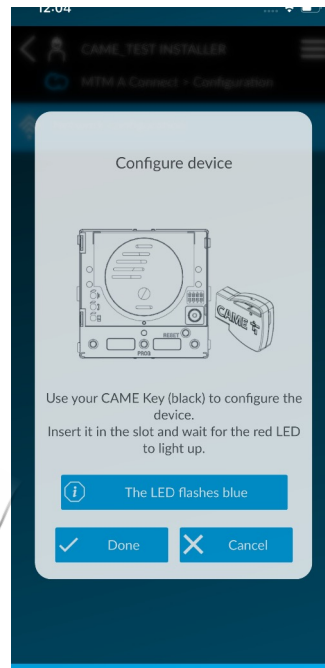 12:04
CAME_TEST INSTALLER
MTM A Connect > Configuration
Configure device
RESET
PROG
CAME
Use your CAME Key (black) to configure the
device.
Insert it in the slot and wait for the red LED
to light up.
The LED flashes blue
Done
Cancel